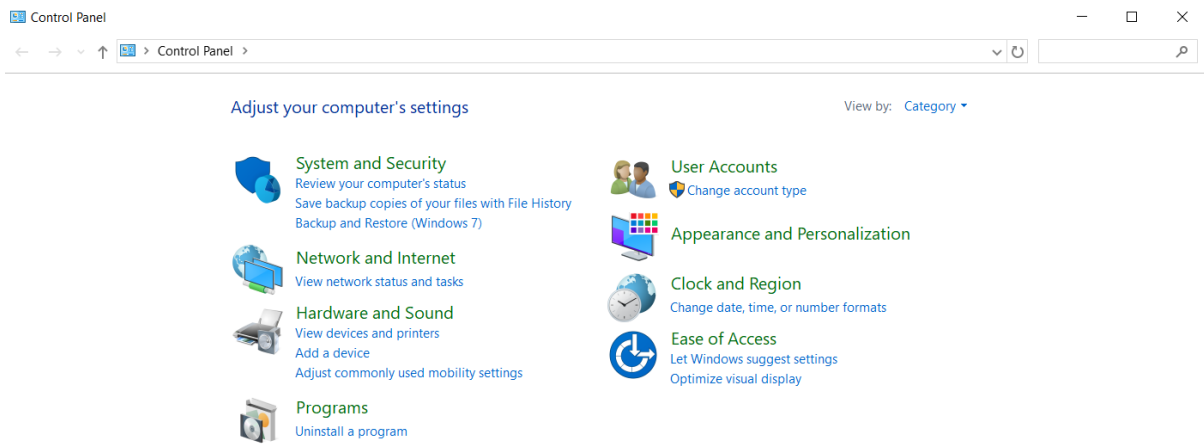 Control Panel
Control Panel
Adjust your computer's settings
View by: Category
System and Security
Review your computer's status
Save backup copies of your files with File History
Backup and Restore (Windows 7)
Network and Internet
View network status and tasks
Hardware and Sound
View devices and printers
Add a device
Adjust commonly used mobility settings
Programs
Uninstall a program
User Accounts
Change account type
Appearance and Personalization
Clock and Region
Change date, time, or number formats
Ease of Access
Let Windows suggest settings
Optimize visual display